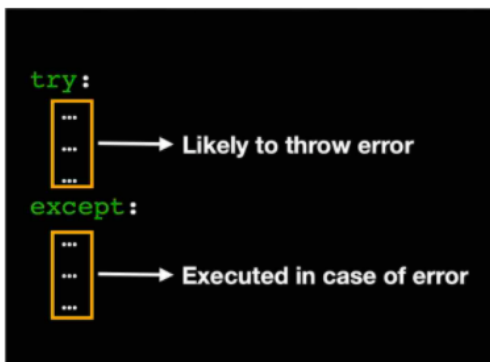 try:
...
... Likely to throw error
...
except:
...
... Executed in case of error
...